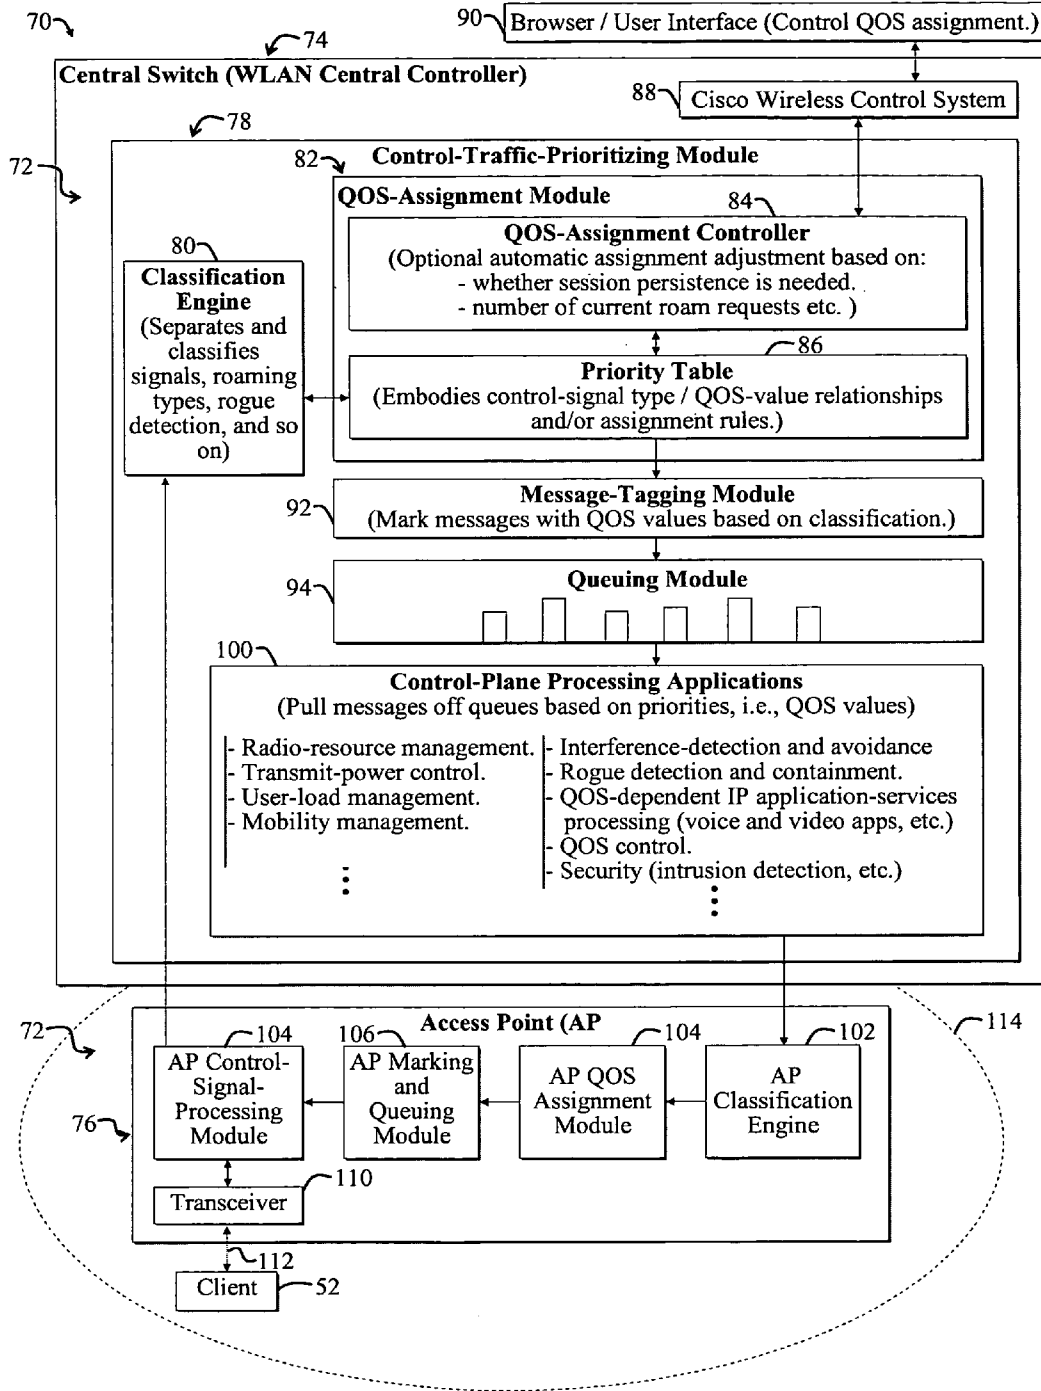 90
Browser / User Interface (Control QOS assignment.)
70
74
Central Switch (WLAN Central Controller)
88
Cisco Wireless Control System
78
72
Control-Traffic-Prioritizing Module
82
QOS-Assignment Module
84
QOS-Assignment Controller
(Optional automatic assignment adjustment based on:
- whether session persistence is needed.
- number of current roam requests etc. )
80
Classification
Engine
(Separates and
classifies
signals, roaming
types, rogue
detection, and so
on)
86
Priority Table
(Embodies control-signal type / QOS-value relationships
and/or assignment rules.)
92
Message-Tagging Module
(Mark messages with QOS values based on classification.)
94
Queuing Module
100
Control-Plane Processing Applications
(Pull messages off queues based on priorities, i.e., QOS values)
- Radio-resource management.
- Transmit-power control.
- User-load management.
- Mobility management.
- Interference-detection and avoidance
- Rogue detection and containment.
- QOS-dependent IP application-services
processing (voice and video apps, etc.)
- QOS control.
- Security (intrusion detection, etc.)
72
Access Point (AP
114
104
AP Control-
Signal-
Processing
Module
106
AP Marking
and
Queuing
Module
104
AP QOS
Assignment
Module
102
AP
Classification
Engine
76
110
Transceiver
112
Client
52